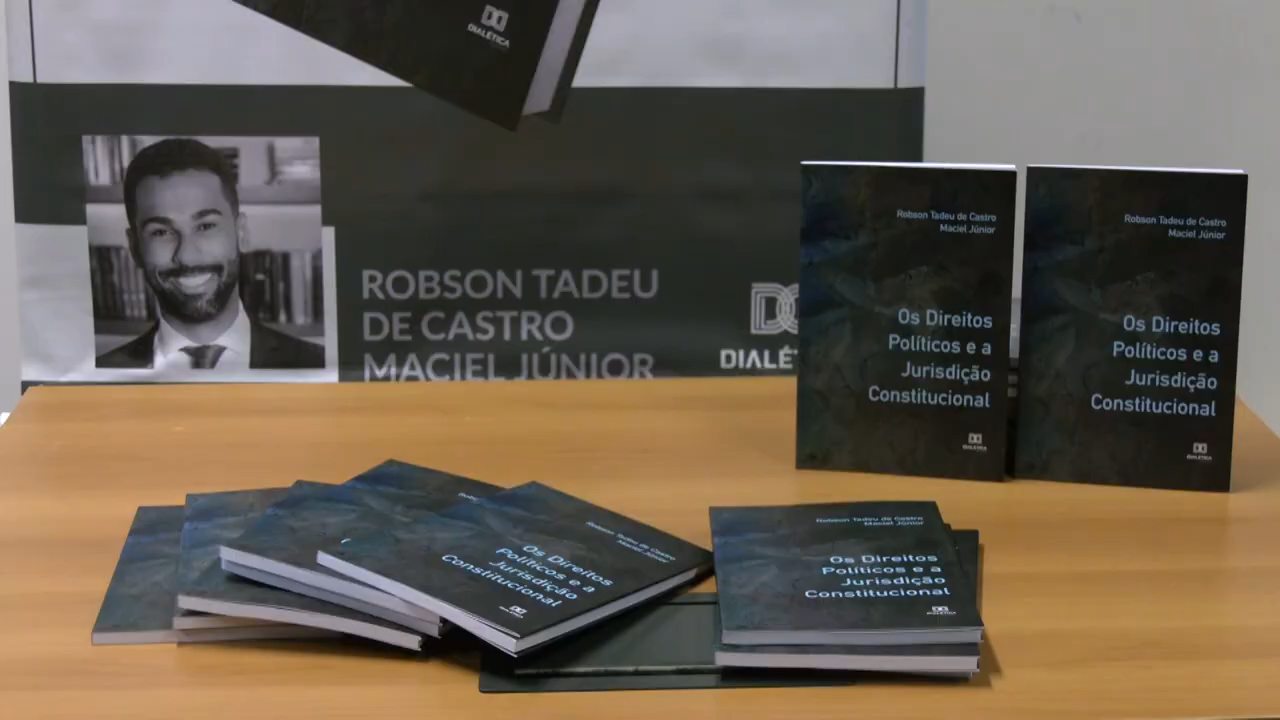 DIALÉTICA
ROBSON TADEU
DE CASTRO
MACIEL JÚNIOR
DIALÉT
Robson Tadeu de Castro
Maciel Júnior
Os Direitos
Políticos e a
Jurisdição
Constitucional
DIALÉTICA
Robson Tadeu de Castro
Maciel Júnior
Os Direitos
Políticos e a
Jurisdição
Constitucional
DIALÉTICA
Robson Tadeu de Castro
Maciel Júnior
Os Direitos
Políticos e a
Jurisdição
Constitucional
Robson Tadeu de Castro
Maciel Júnior
Os Direitos
Políticos e a
Jurisdição
Constitucional
DIALÉTICA